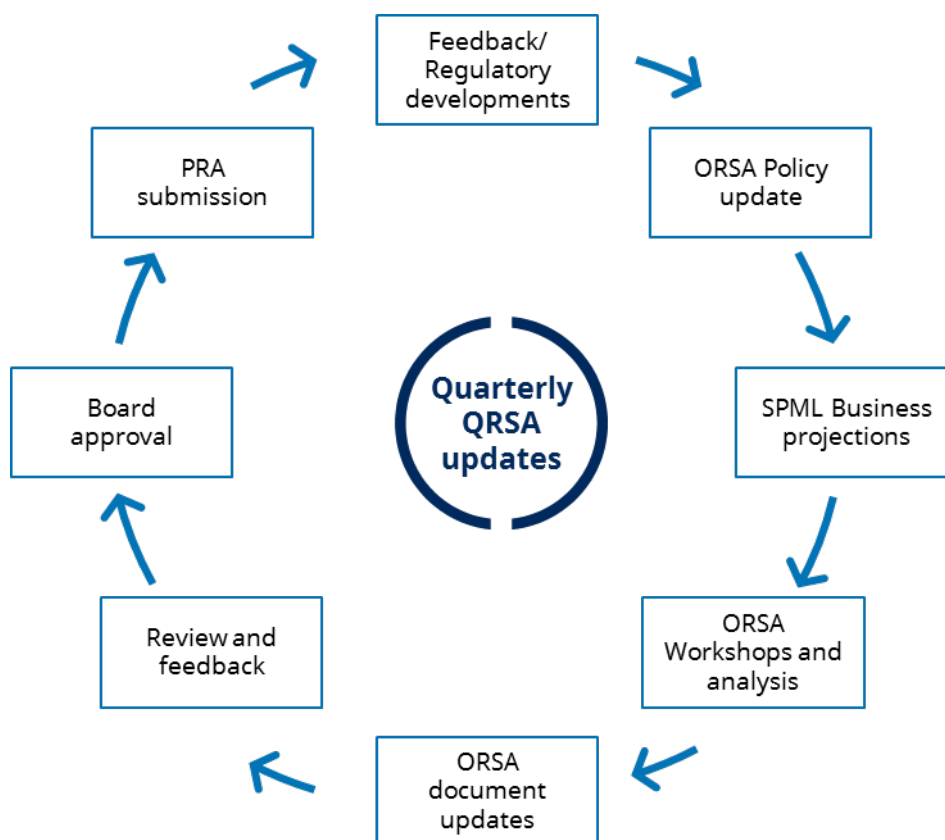 Feedback/
Regulatory
developments
ORSA Policy
update
SPML Business
projections
ORSA
Workshops and
analysis
ORSA
document
updates
Review and
feedback
Board
approval
PRA
submission
Quarterly
QRSA
updates